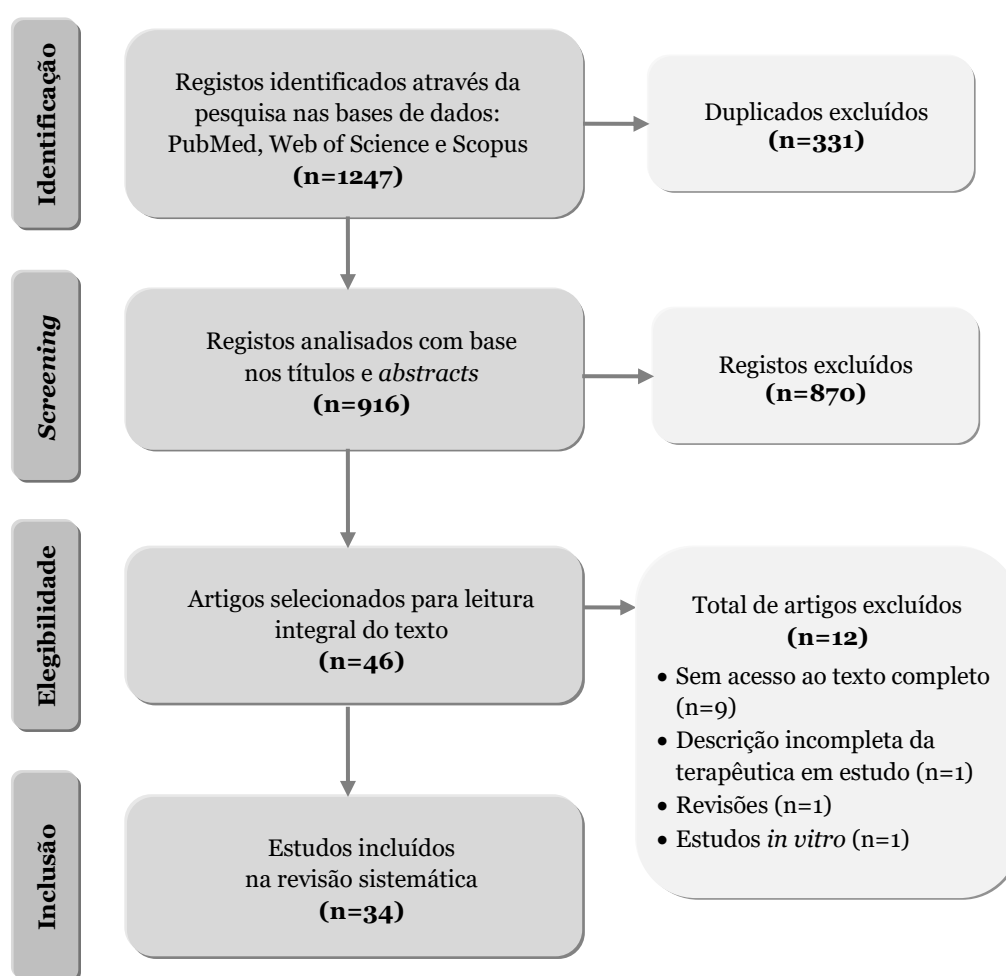 Identificação
Registos identificados através da
pesquisa nas bases de dados:
PubMed, Web of Science e Scopus
(n=1247)
Duplicados excluídos
(n=331)
Screening
Registos analisados com base
nos títulos e abstracts
(n=916)
Registos excluídos
(n=870)
Elegibilidade
Artigos selecionados para leitura
integral do texto
(n=46)
Total de artigos excluídos
(n=12)
• Sem acesso ao texto completo
(n=9)
• Descrição incompleta da
terapêutica em estudo (n=1)
• Revisões (n=1)
• Estudos in vitro (n=1)
Inclusão
Estudos incluídos
na revisão sistemática
(n=34)